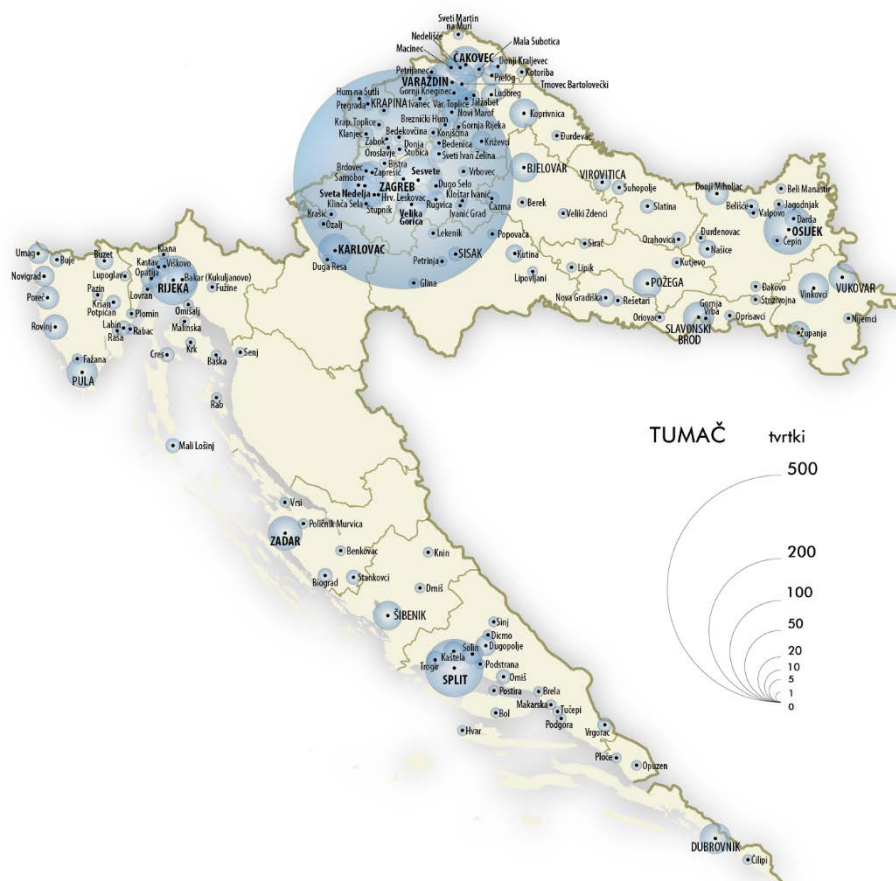 Sveti Martin
na Muri
Nedelišće
Mala Subotica
Macinec
ČAKOVEC
Donji Kraljevec
Petrijanec
Prelog
Kotoriba
VARAŽDIN
Trnovec Bartolovečki
Gornji Kneginec
Ludbreg
Hum na Sutli
Ivanec
Var. Toplice
Jalžabet
Pregrada
KRAPINA
Novi Marof
Koprivnica
Breznički Hum
Gornja Rijeka
Krap. Toplice
Konjšćina
Đurđevac
Klanjec
Bedekovčina
Križevci
Zabok
Donja
Stubica
Bedenica
Oroslavje
Sveti Ivan Zelina
Bistra
BJELOVAR
Brdovec
Zaprešić
Sesvete
Vrbovec
VIROVITICA
Samobor
ZAGREB
Dugo Selo
Suhopolje
Donji Miholjac
Beli Manastir
Sveta Nedelja
Hrv. Leskovac
Kloštar Ivanić
Čazma
Berek
Slatina
Belišće
Jagodnjak
Klinča Sela
Stupnik
Velika
Gorica
Rugvica
Ivanić Grad
Veliki Zdenci
Valpovo
Darda
Krašić
OSIJEK
Ozalj
Lekenik
Popovača
Orahovica
Đurđenovac
Čepin
KARLOVAC
SISAK
Kutina
Sirač
Našice
Duga Resa
Petrinja
Lipik
Kutjevo
Glina
Lipovljani
POŽEGA
Đakovo
Vinkovci
VUKOVAR
Nova Gradiška
Rešetari
Gornja
Vrba
Strizivojna
Oriovac
SLAVONSKI
BROD
Oprisavci
Nijemci
Županja
Umag
Buje
Buzet
Klana
Kastav
Viškovo
Opatija
Novigrad
Lupoglav
Bakar (Kukuljanovo)
RIJEKA
Fužine
Lovran
Poreč
Pazin
Kršan
Potpićan
Omišalj
Plomin
Malinska
Rovinj
Labin
Rabac
Raša
Krk
Fažana
Cres
Baška
Senj
PULA
Rab
Mali Lošinj
Vrsi
Poličnik Murvica
ZADAR
Benkovac
Knin
Biograd
Stankovci
Drniš
ŠIBENIK
Sinj
Dicmo
Solin
Dugopolje
Kaštela
Trogir
Podstrana
SPLIT
Omiš
Postira
Brela
Makarska
Tučepi
Bol
Podgora
Hvar
Vrgorac
Ploče
Opuzen
DUBROVNIK
Čilipi
TUMAČ
tvrtki
500
200
100
50
20
10
5
1
0